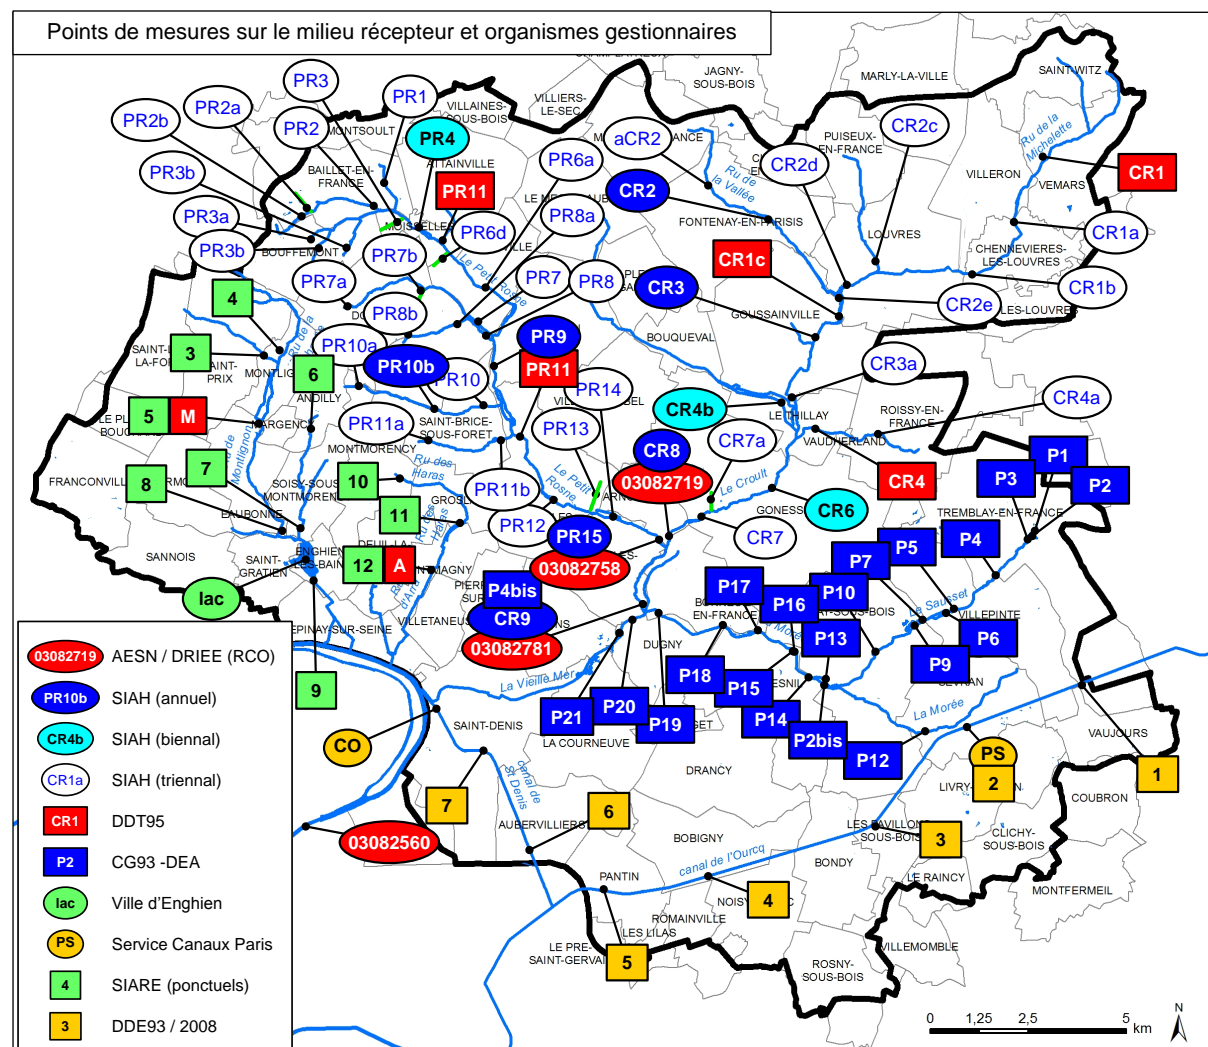 Points de mesures sur le milieu récepteur et organismes gestionnaires
JAGNY-
SOUS-BOIS
MARLY-LA-VILLE
SAINT-WITZ
VILLAINES-
SOUS-BOIS
VILLIERS-
LE-SEC
PR3
PR1
PR2a
PR2b
PR2
MONTSOULT
PR4
ATTAINVILLE
PR6a
aCR2
CR2d
CR2c
PUISEUX-
EN-FRANCE
Ru de la
Michelette
VILLERON
VEMARS
CR1
BAILLET-EN-
FRANCE
PR3b
PR11
CR2
Ru de
la Vallée
FONTENAY-EN-PARISIS
PR3a
PR8a
MOISSELLES
PR6d
LOUVRES
CR1a
CHENNEVIERES-
LES-LOUVRES
PR3b
BOUFFEMONT
PR7b
Le Petit Rosne
CR1c
PR7a
PR7
PR8
CR3
CR1b
CR2e
GOUSSAINVILLE
4
PR8b
BOUQUEVAL
3
PR10a
PR9
PR10b
PR11
6
ANDILLY
PR10
PR14
CR3a
CR4a
5
M
MARGENCY
SAINT-BRICE-
SOUS-FORET
CR4b
LE THILLAY
ROISSY-EN-
FRANCE
PR11a
MONTMORENCY
PR13
CR8
CR7a
VAUDHERLAND
7
8
FRANCONVILLE
Ru des
Haras
03082719
CR4
P1
P3
P2
10
PR11b
Le Petit
Rosne
Le Croult
CR6
11
PR12
PR15
CR7
TREMBLAY-EN-FRANCE
EAUBONNE
P5
P4
SANNOIS
SAINT-
GRATIEN
12
A
03082758
P7
P17
P10
P16
lac
P4bis
CR9
Le Sausset
VILLEPINTE
VILLETANEUSE
EPINAY-SUR-SEINE
03082781
DUGNY
P13
P6
P9
SEVRAN
P18
P15
La Vieille Mer
9
P21
P20
P19
P14
P2bis
P12
La Morée
SAINT-DENIS
LA COURNEUVE
VAUJOURS
CO
PS
2
1
canal de
St Denis
DRANCY
COUBRON
7
6
AUBERVILLIERS
BOBIGNY
LES PAVILLONS-
SOUS-BOIS
3
CLICHY-
SOUS-BOIS
03082560
canal de l'Ourcq
BONDY
LE RAINCY
PANTIN
MONTFERMEIL
4
ROMAINVILLE
LES LILAS
LE PRE-
SAINT-GERVAIS
5
VILLEMOMBLE
ROSNY-
SOUS-BOIS
03082719 AESN / DRIEE (RCO)
PR10b SIAH (annuel)
CR4b SIAH (biennal)
CR1a SIAH (triennal)
CR1 DDT95
P2 CG93 -DEA
lac Ville d'Enghien
PS Service Canaux Paris
4 SIARE (ponctuels)
3 DDE93 / 2008
0 1,25 2,5 5
km
N